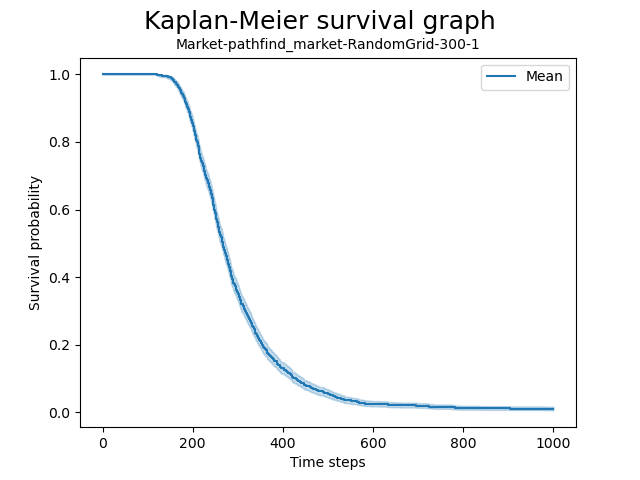 Kaplan-Meier survival graph
Market-pathfind_market-RandomGrid-300-1
Mean
1.0
0.8
0.6
0.4
0.2
0.0
Survival probability
0 200 400 600 800 1000
Time steps